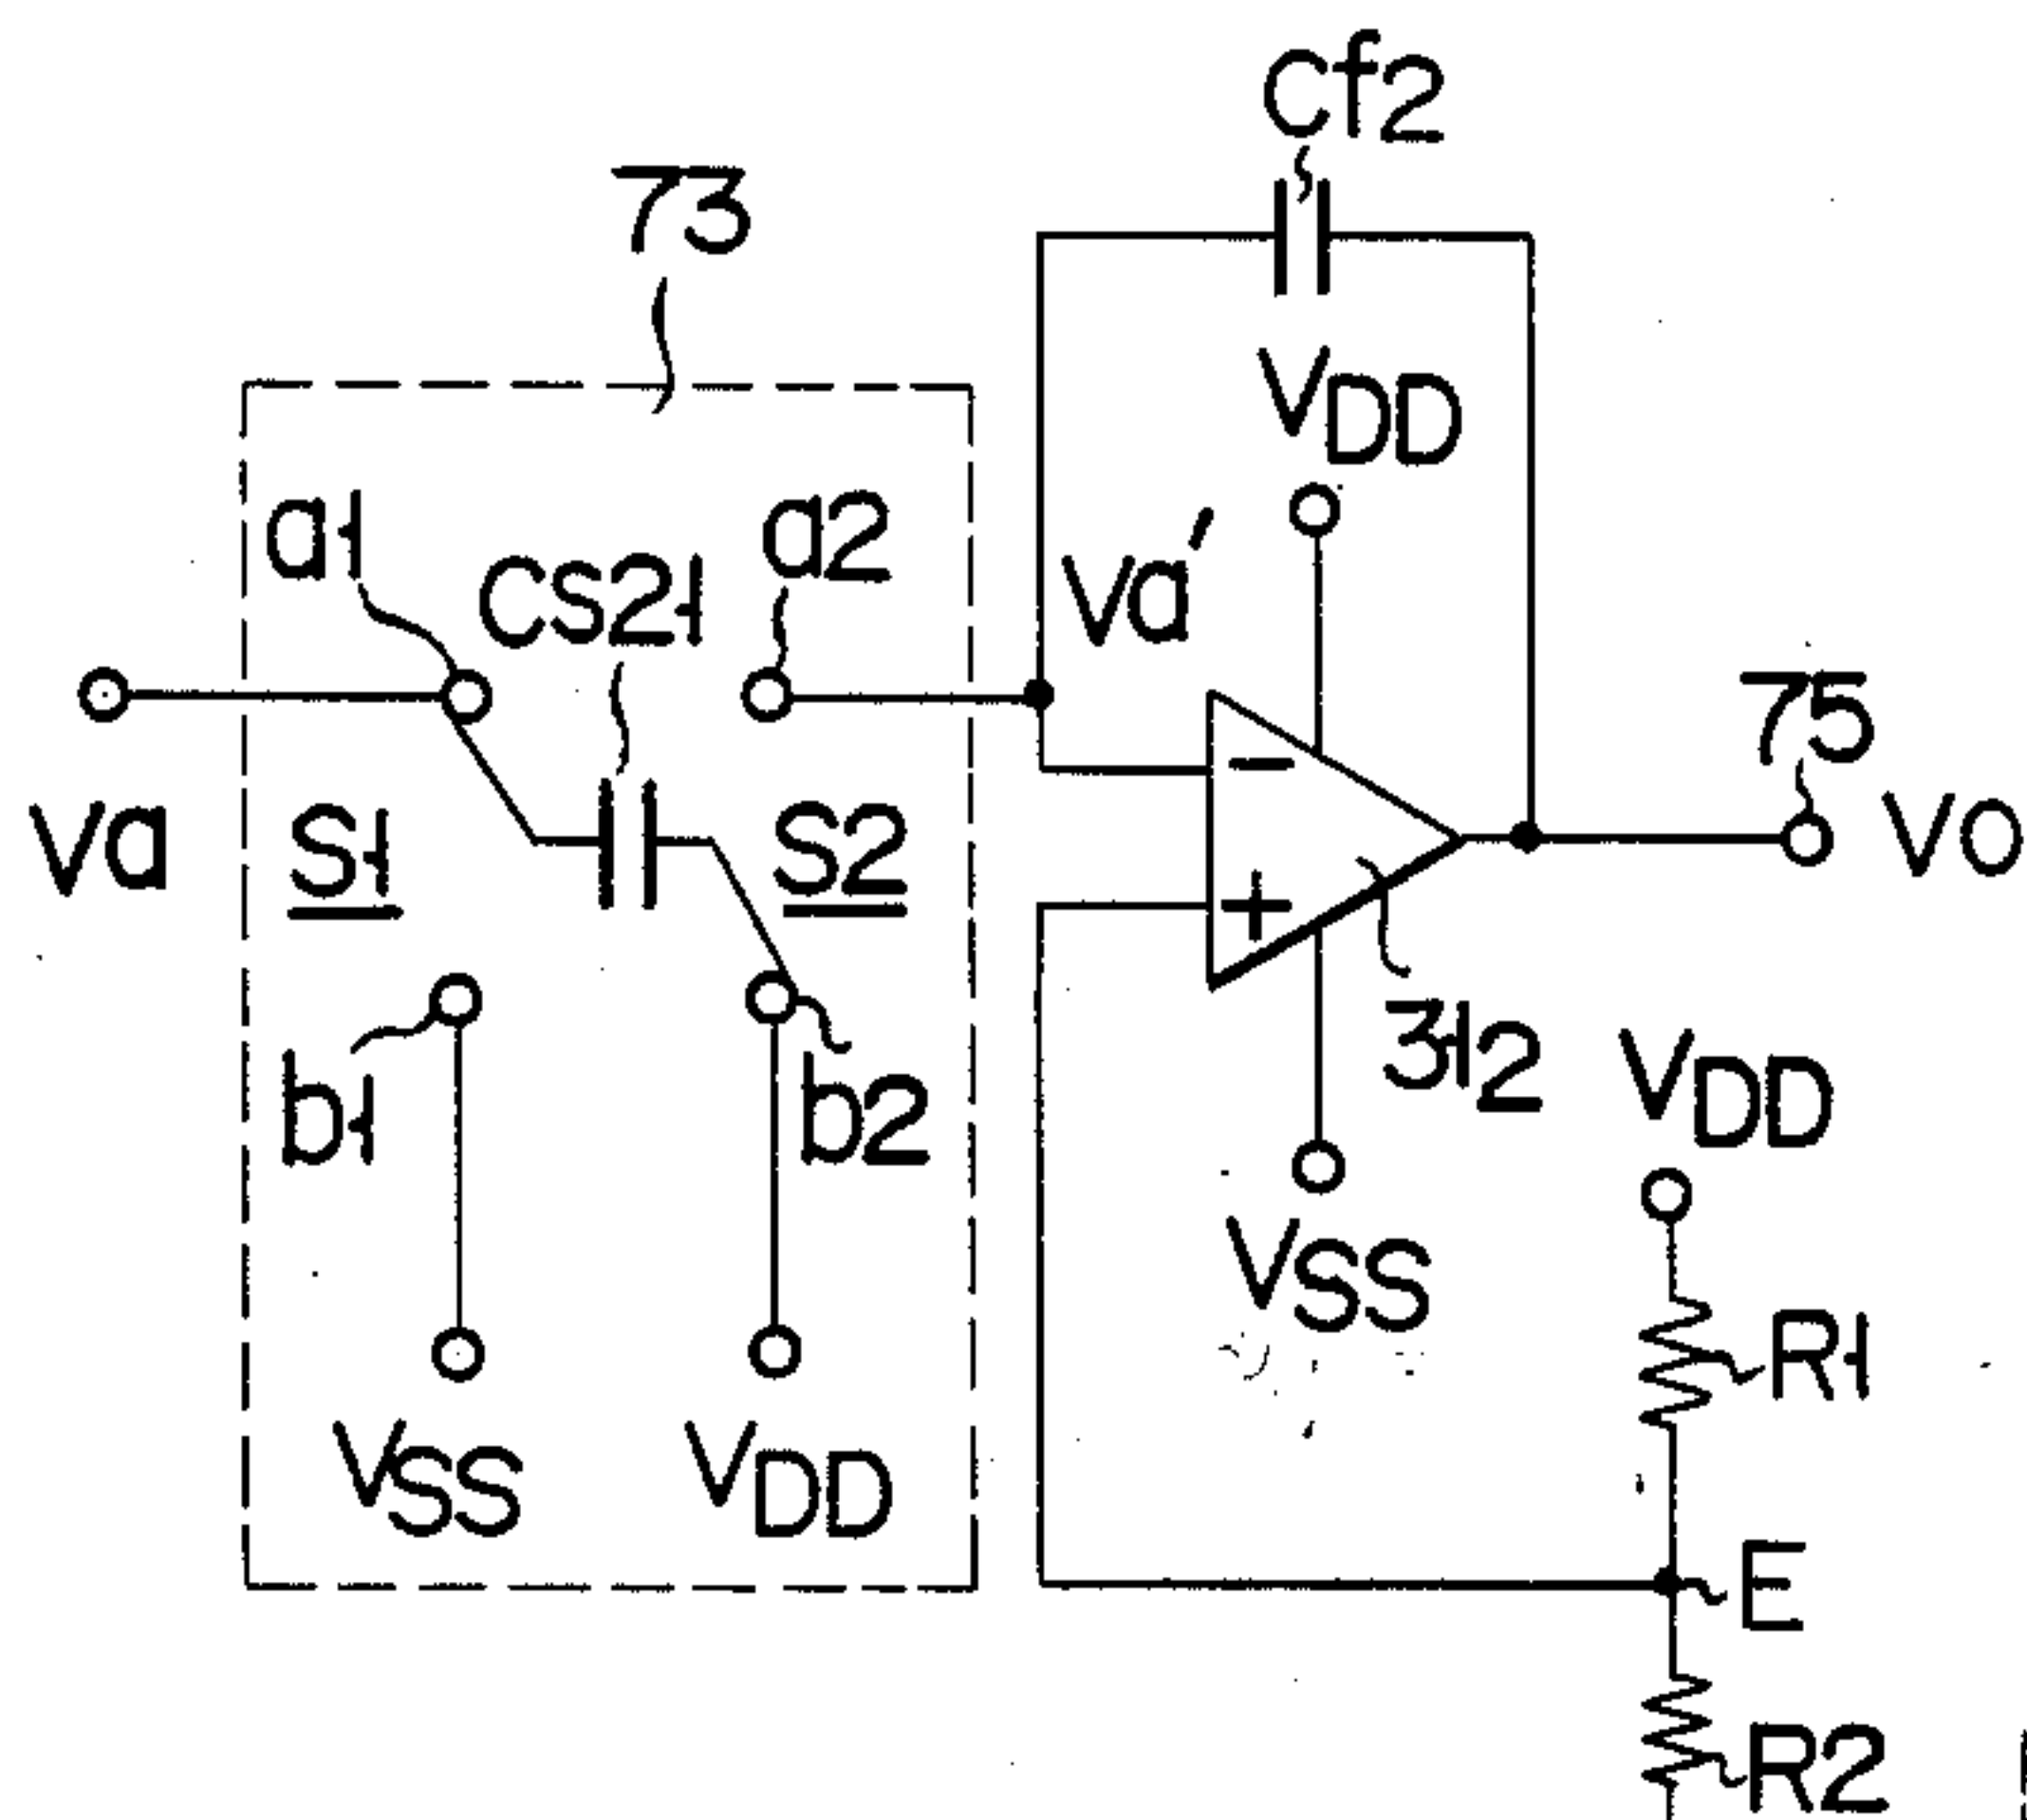 Cf2
73
VDD
a1
CS21
a2
Va'
75
Va
S1
S2
VO
312
b1
b2
VDD
VSS
R1
VSS
VDD
E
R2